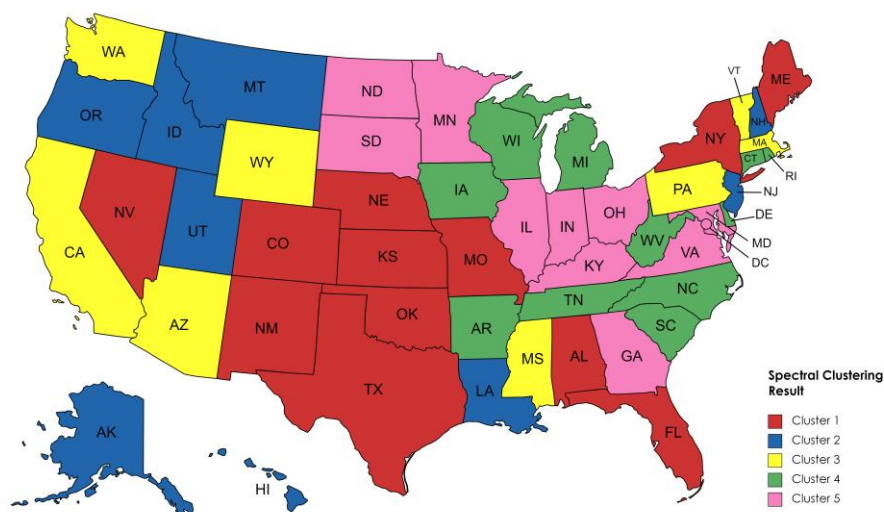 WA
OR
ID
MT
WY
NV
CA
UT
AZ
CO
NM
ND
SD
NE
KS
OK
TX
MN
IA
MO
AR
LA
WI
IL
MI
IN
OH
KY
TN
MS
AL
GA
FL
SC
NC
VA
WV
PA
NY
VT
NH
ME
MA
CT
RI
NJ
DE
MD
DC
AK
HI
Spectral Clustering
Result
Cluster 1
Cluster 2
Cluster 3
Cluster 4
Cluster 5